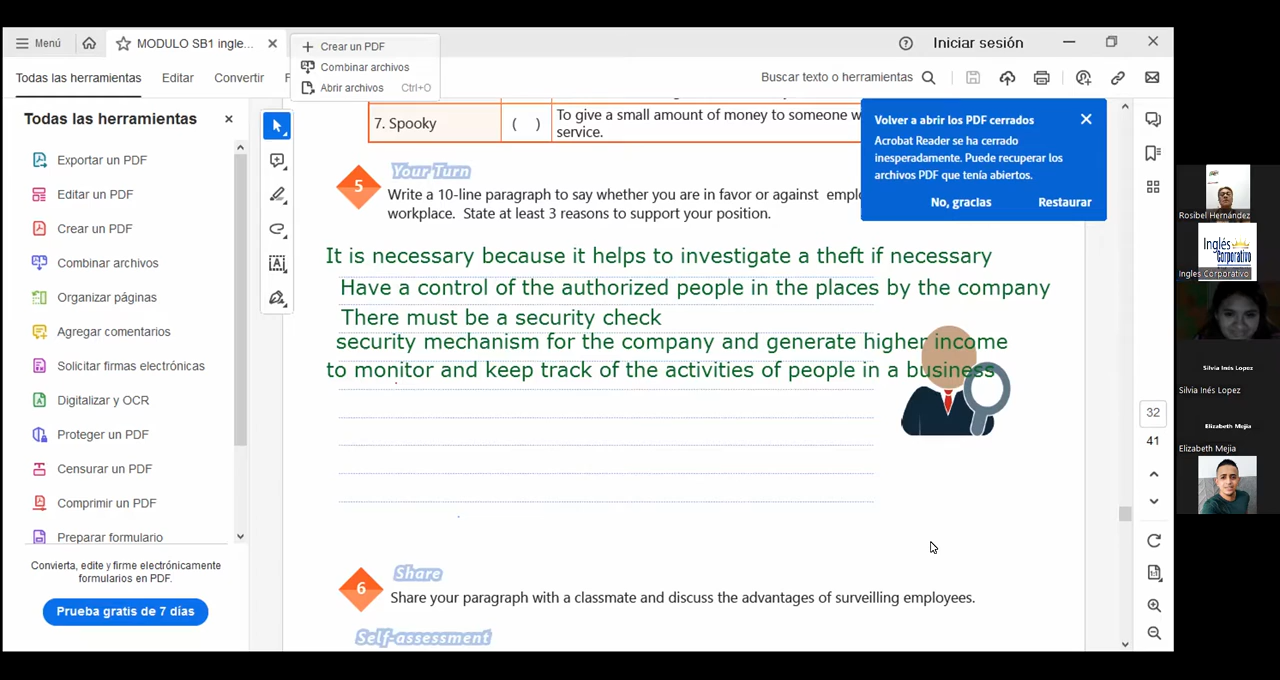 Menú
MODULO SB1 ingle...
Crear un PDF
Combinar archivos
Abrir archivos Ctrl+O
Iniciar sesión
Todas las herramientas
Editar
Convertir
Buscar texto o herramientas
Todas las herramientas
Exportar un PDF
Editar un PDF
Crear un PDF
Combinar archivos
Organizar páginas
Agregar comentarios
Solicitar firmas electrónicas
Digitalizar y OCR
Proteger un PDF
Censurar un PDF
Comprimir un PDF
Preparar formulario
Convierta, edite y firme electrónicamente
formularios en PDF.
Prueba gratis de 7 días
7. Spooky ( ) To give a small amount of money to someone
service.
Volver a abrir los PDF cerrados
Acrobat Reader se ha cerrado
inesperadamente. Puede recuperar los
archivos PDF que tenía abiertos.
No, gracias Restaurar
5 Your Turn
Write a 10-line paragraph to say whether you are in favor or against
workplace. State at least 3 reasons to support your position.
It is necessary because it helps to investigate a theft if necessary
Have a control of the authorized people in the places by the company
There must be a security check
security mechanism for the company and generate higher income
to monitor and keep track of the activities of people in a business
6 Share
Share your paragraph with a classmate and discuss the advantages of surveilling employees.
Self-assessment
32
41
Rosibel Hernández
Inglés
Corporativo
Ingles Corporativo
Silvia Inés Lopez
Silvia Inés Lopez
Elizabeth Mejia
Elizabeth Mejia